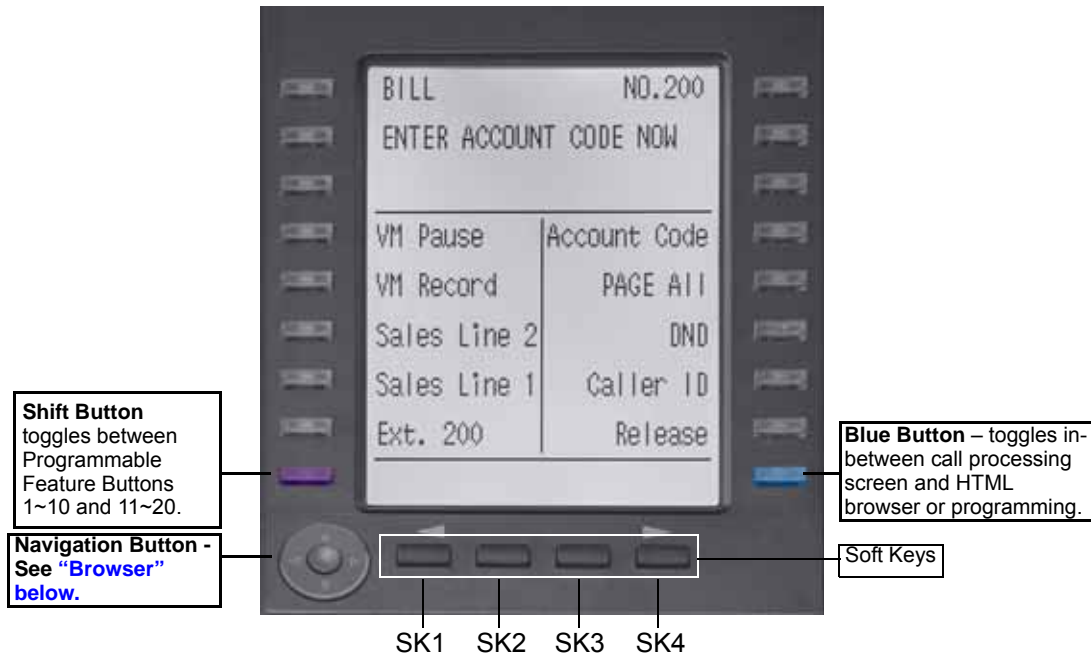 BILL NO.200
ENTER ACCOUNT CODE NOW
VM Pause Account Code
VM Record PAGE All
Sales Line 2 DND
Sales Line 1 Caller ID
Ext. 200 Release
Shift Button
toggles between
Programmable
Feature Buttons
1~10 and 11~20.
Blue Button – toggles in-
between call processing
screen and HTML
browser or programming.
Navigation Button -
See “Browser”
below.
Soft Keys
SK1 SK2 SK3 SK4